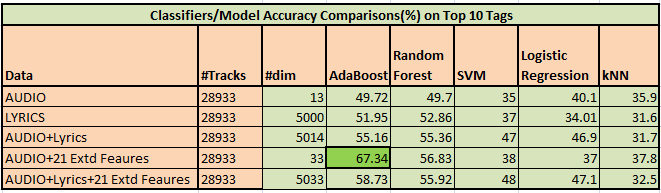 Classifiers/Model Accuracy Comparisons(%) on Top 10 Tags
Data #Tracks #dim AdaBoost Random Forest SVM Logistic Regression kNN
AUDIO 28933 13 49.72 49.7 35 40.1 35.9
LYRICS 28933 5000 51.95 52.86 37 34.01 31.6
AUDIO+Lyrics 28933 5014 55.16 55.36 47 46.9 31.7
AUDIO+21 Extd Feaures 28933 33 67.34 56.83 38 37 37.8
AUDIO+Lyrics+21 Extd Feaures 28933 5033 58.73 55.92 48 47.1 32.5